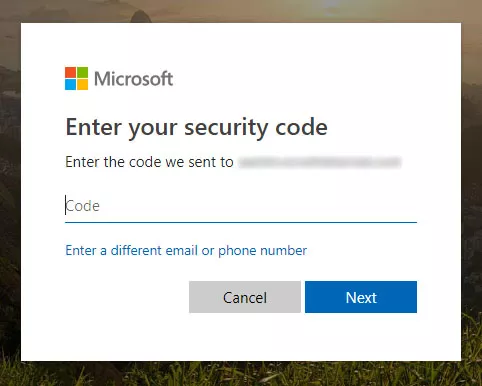 Microsoft
Enter your security code
Enter the code we sent to
Code
Enter a different email or phone number
Cancel
Next